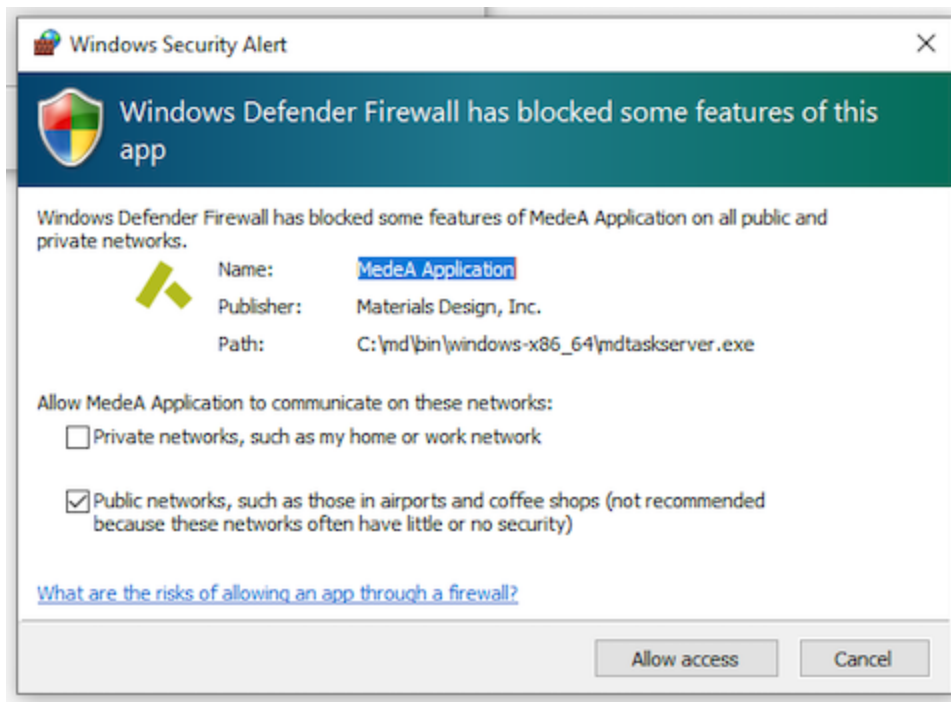 Windows Security Alert
Windows Defender Firewall has blocked some features of this
app
Windows Defender Firewall has blocked some features of MedeA Application on all public and
private networks.
Name: MedeA Application
Publisher: Materials Design, Inc.
Path: C:\md\bin\windows-x86_64\mdtaskserver.exe
Allow MedeA Application to communicate on these networks:
Private networks, such as my home or work network
Public networks, such as those in airports and coffee shops (not recommended
because these networks often have little or no security)
What are the risks of allowing an app through a firewall?
Allow access Cancel